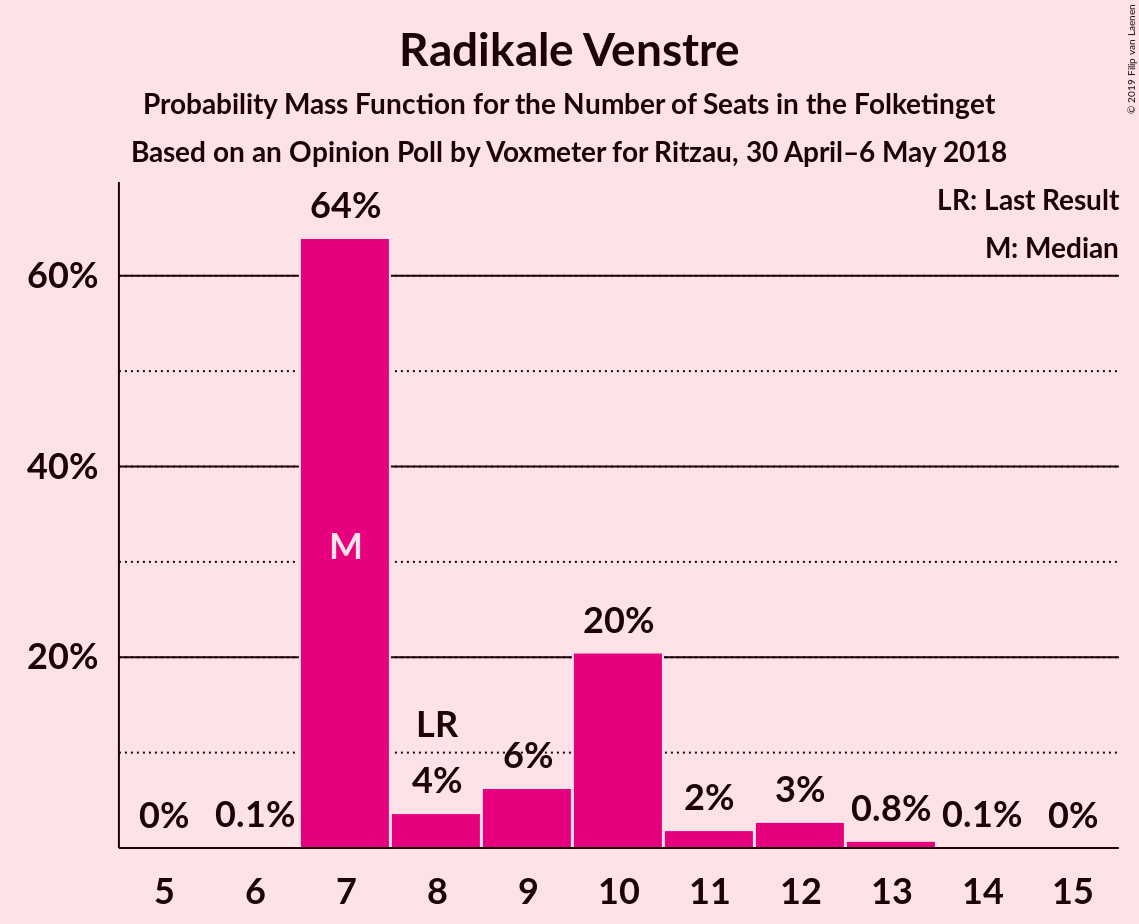 Radikale Venstre
Probability Mass Function for the Number of Seats in the Folketinget
Based on an Opinion Poll by Voxmeter for Ritzau, 30 April–6 May 2018
© 2019 Filip van Laenen
LR: Last Result
M: Median
60%
40%
20%
0%
0.1%
64%
M
LR
4%
6%
20%
2%
3%
0.8%
0.1%
0%
5 6 7 8 9 10 11 12 13 14 15